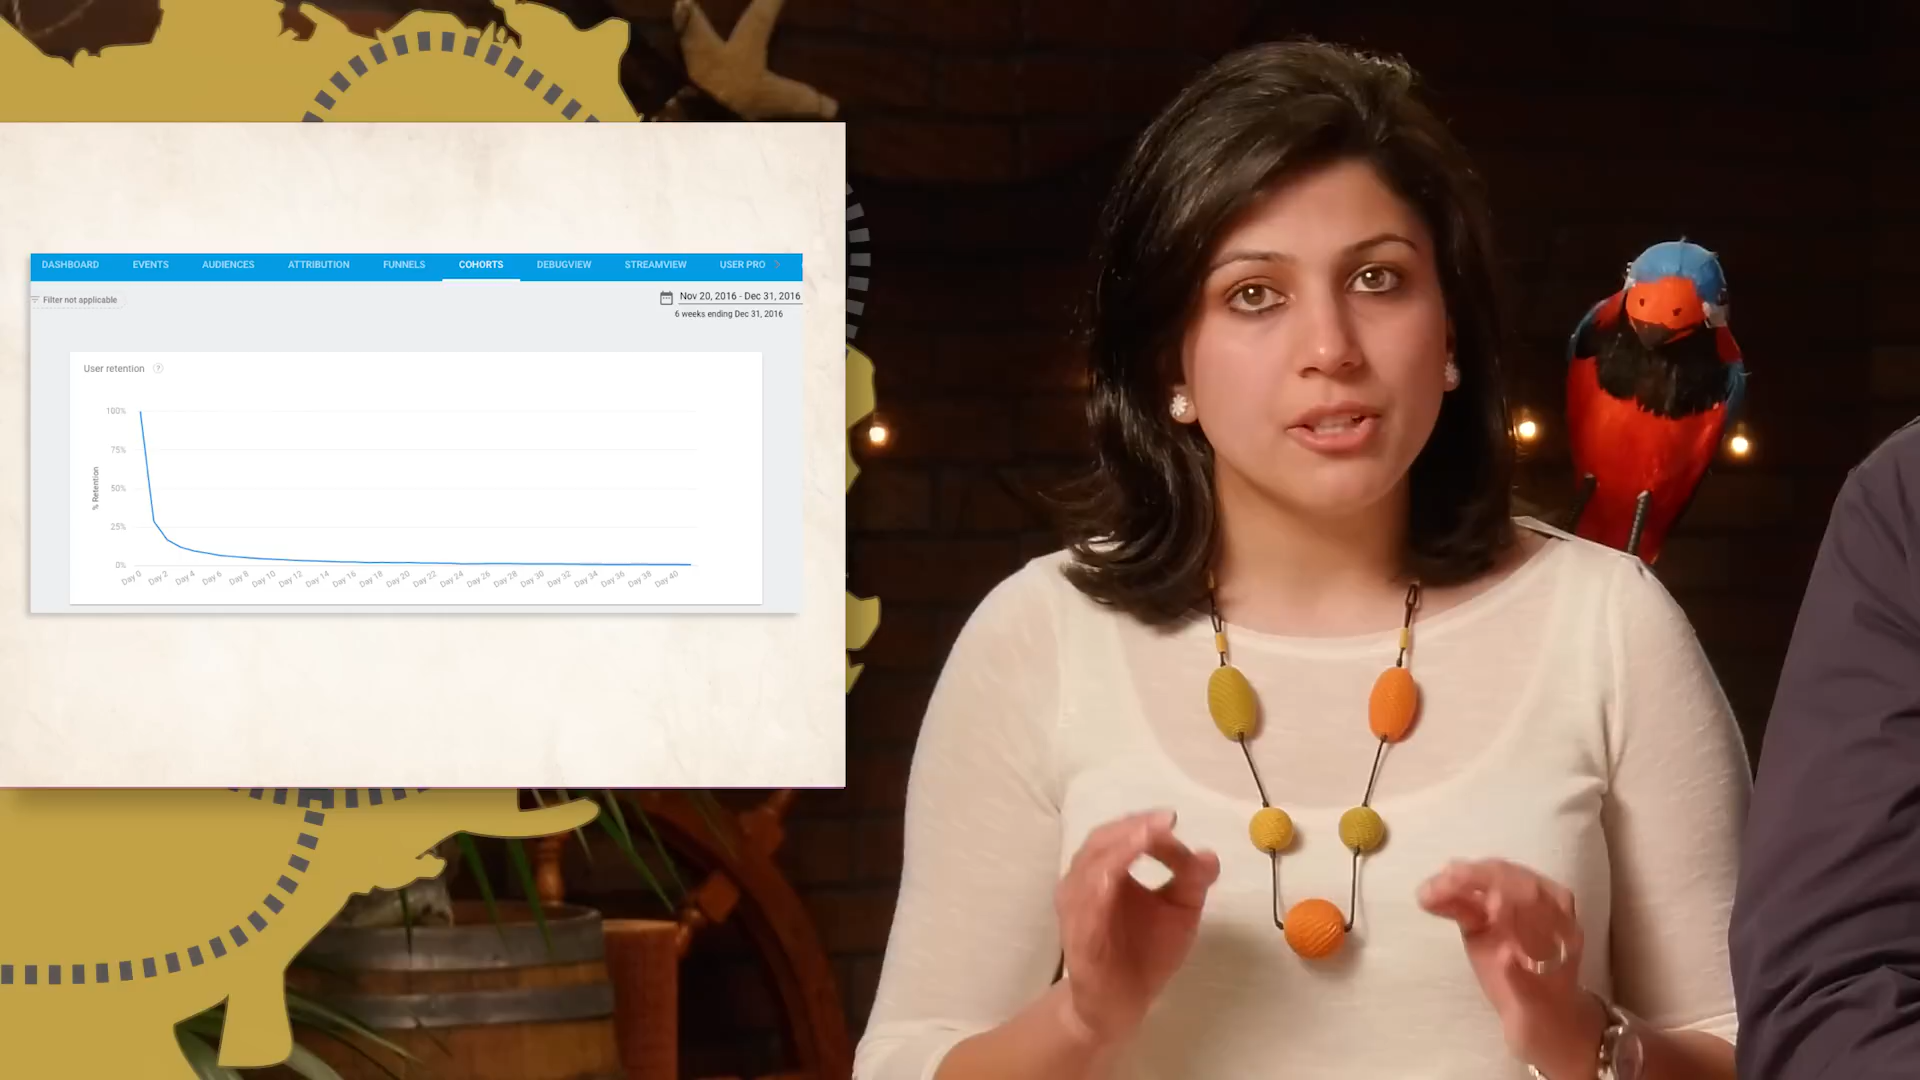 DASHBOARD EVENTS AUDIENCES ATTRIBUTION FUNNELS COHORTS DEBUGVIEW STREAMVIEW USER PRO
Filter not applicable
Nov 20, 2016 - Dec 31, 2016
6 weeks ending Dec 31, 2016
User retention ?
% Retention
100%
75%
50%
25%
0%
Day 0 Day 2 Day 4 Day 6 Day 8 Day 10 Day 12 Day 14 Day 16 Day 18 Day 20 Day 22 Day 24 Day 26 Day 28 Day 30 Day 32 Day 34 Day 36 Day 38 Day 40